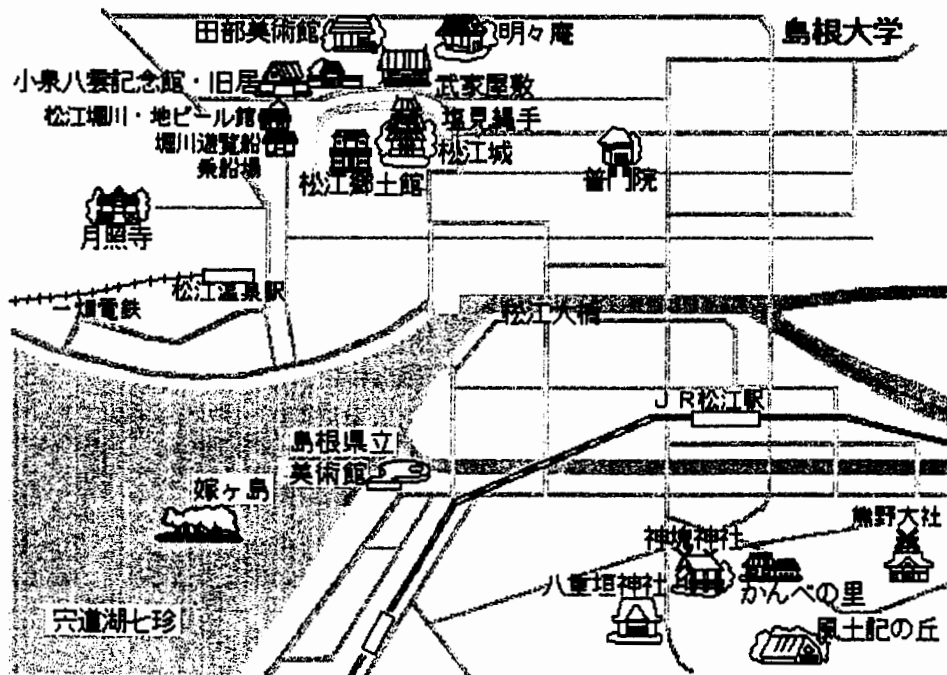 田部美術館
明々庵
島根大学
小泉八雲記念館・旧居
武家屋敷
松江堀川・地ビール館
塩見縄手
堀川遊覧船
乗船場
松江城
松江郷土館
普門院
月照寺
松江温泉駅
一畑電鉄
松江大橋
JR松江駅
島根県立
美術館
嫁ヶ島
熊野大社
神魂神社
八重垣神社
かんべの里
宍道湖七珍
風土記の丘